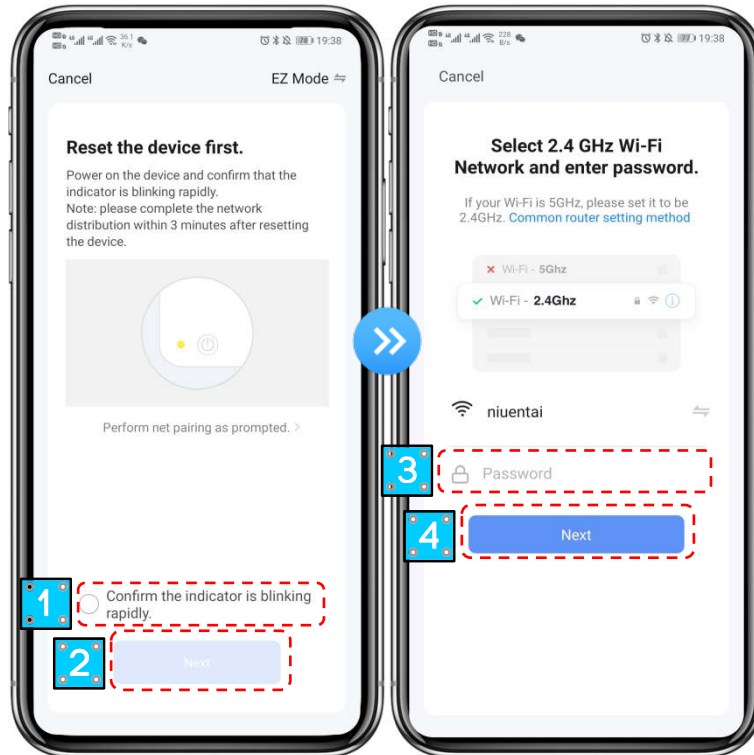 36.1 K/s
19:38
Cancel
EZ Mode
Reset the device first.
Power on the device and confirm that the
indicator is blinking rapidly.
Note: please complete the network
distribution within 3 minutes after resetting
the device.
Perform net pairing as prompted. >
1
Confirm the indicator is blinking
rapidly.
2
Next
228 B/s
19:38
Cancel
Select 2.4 GHz Wi-Fi
Network and enter password.
If your Wi-Fi is 5GHz, please set it to be
2.4GHz. Common router setting method
Wi-Fi - 5Ghz
Wi-Fi - 2.4Ghz
niuentai
3
Password
4
Next